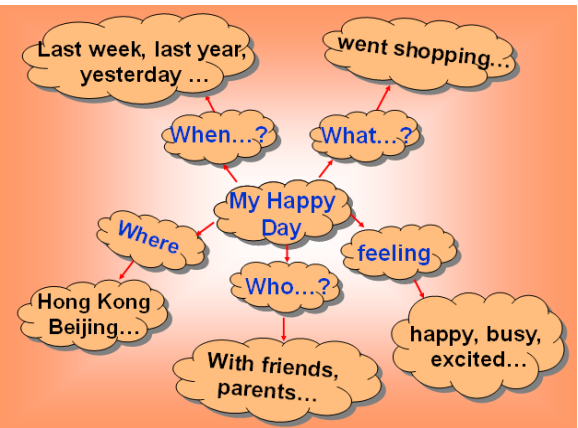 Last week, last year,
yesterday …
went shopping…
When…?
What…?
My Happy
Day
Where
feeling
Who…?
Hong Kong
Beijing…
happy, busy,
excited…
With friends,
parents…